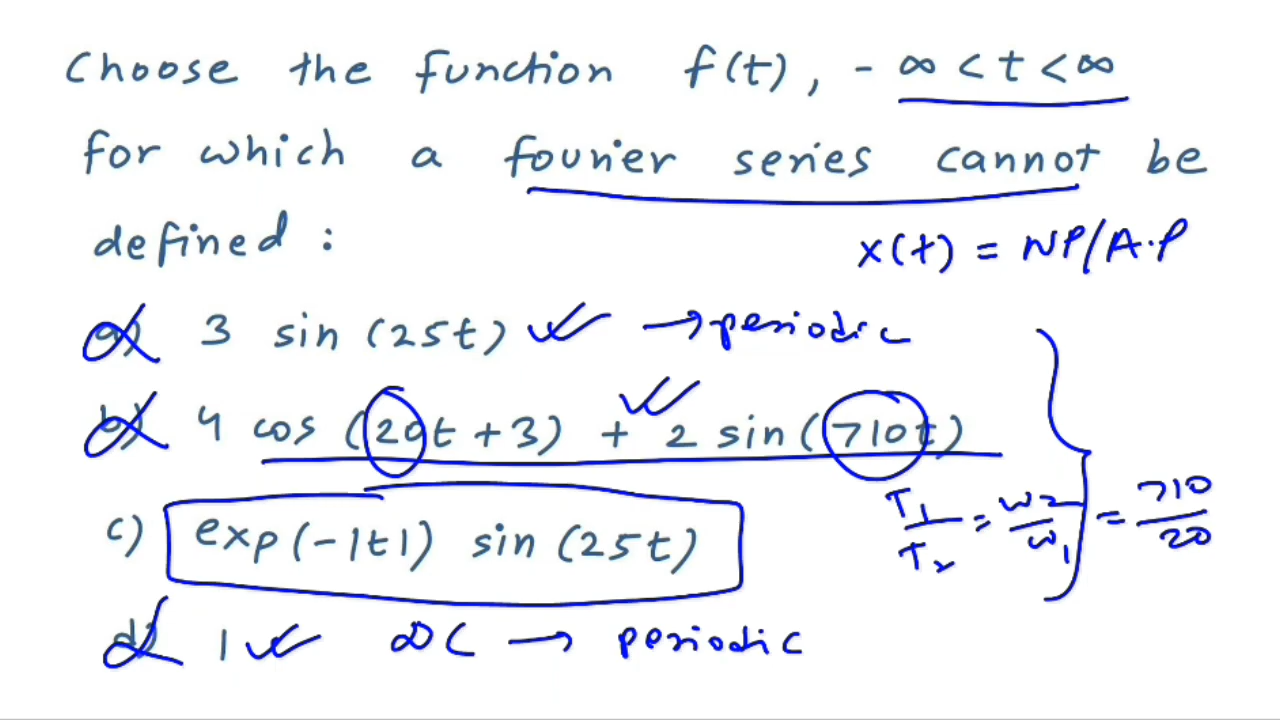 Choose the function f(t), -∞<t<∞
for which a fourier series cannot be
defined :
x(t) = NP/A.P
a) 3 sin (25t) → periodic
b) 4 cos (20t + 3) + 2 sin (710t)
T1/T2 = ω2/ω1 = 710/20
c) exp(-|t|) sin (25t)
d) 1 DC → periodic